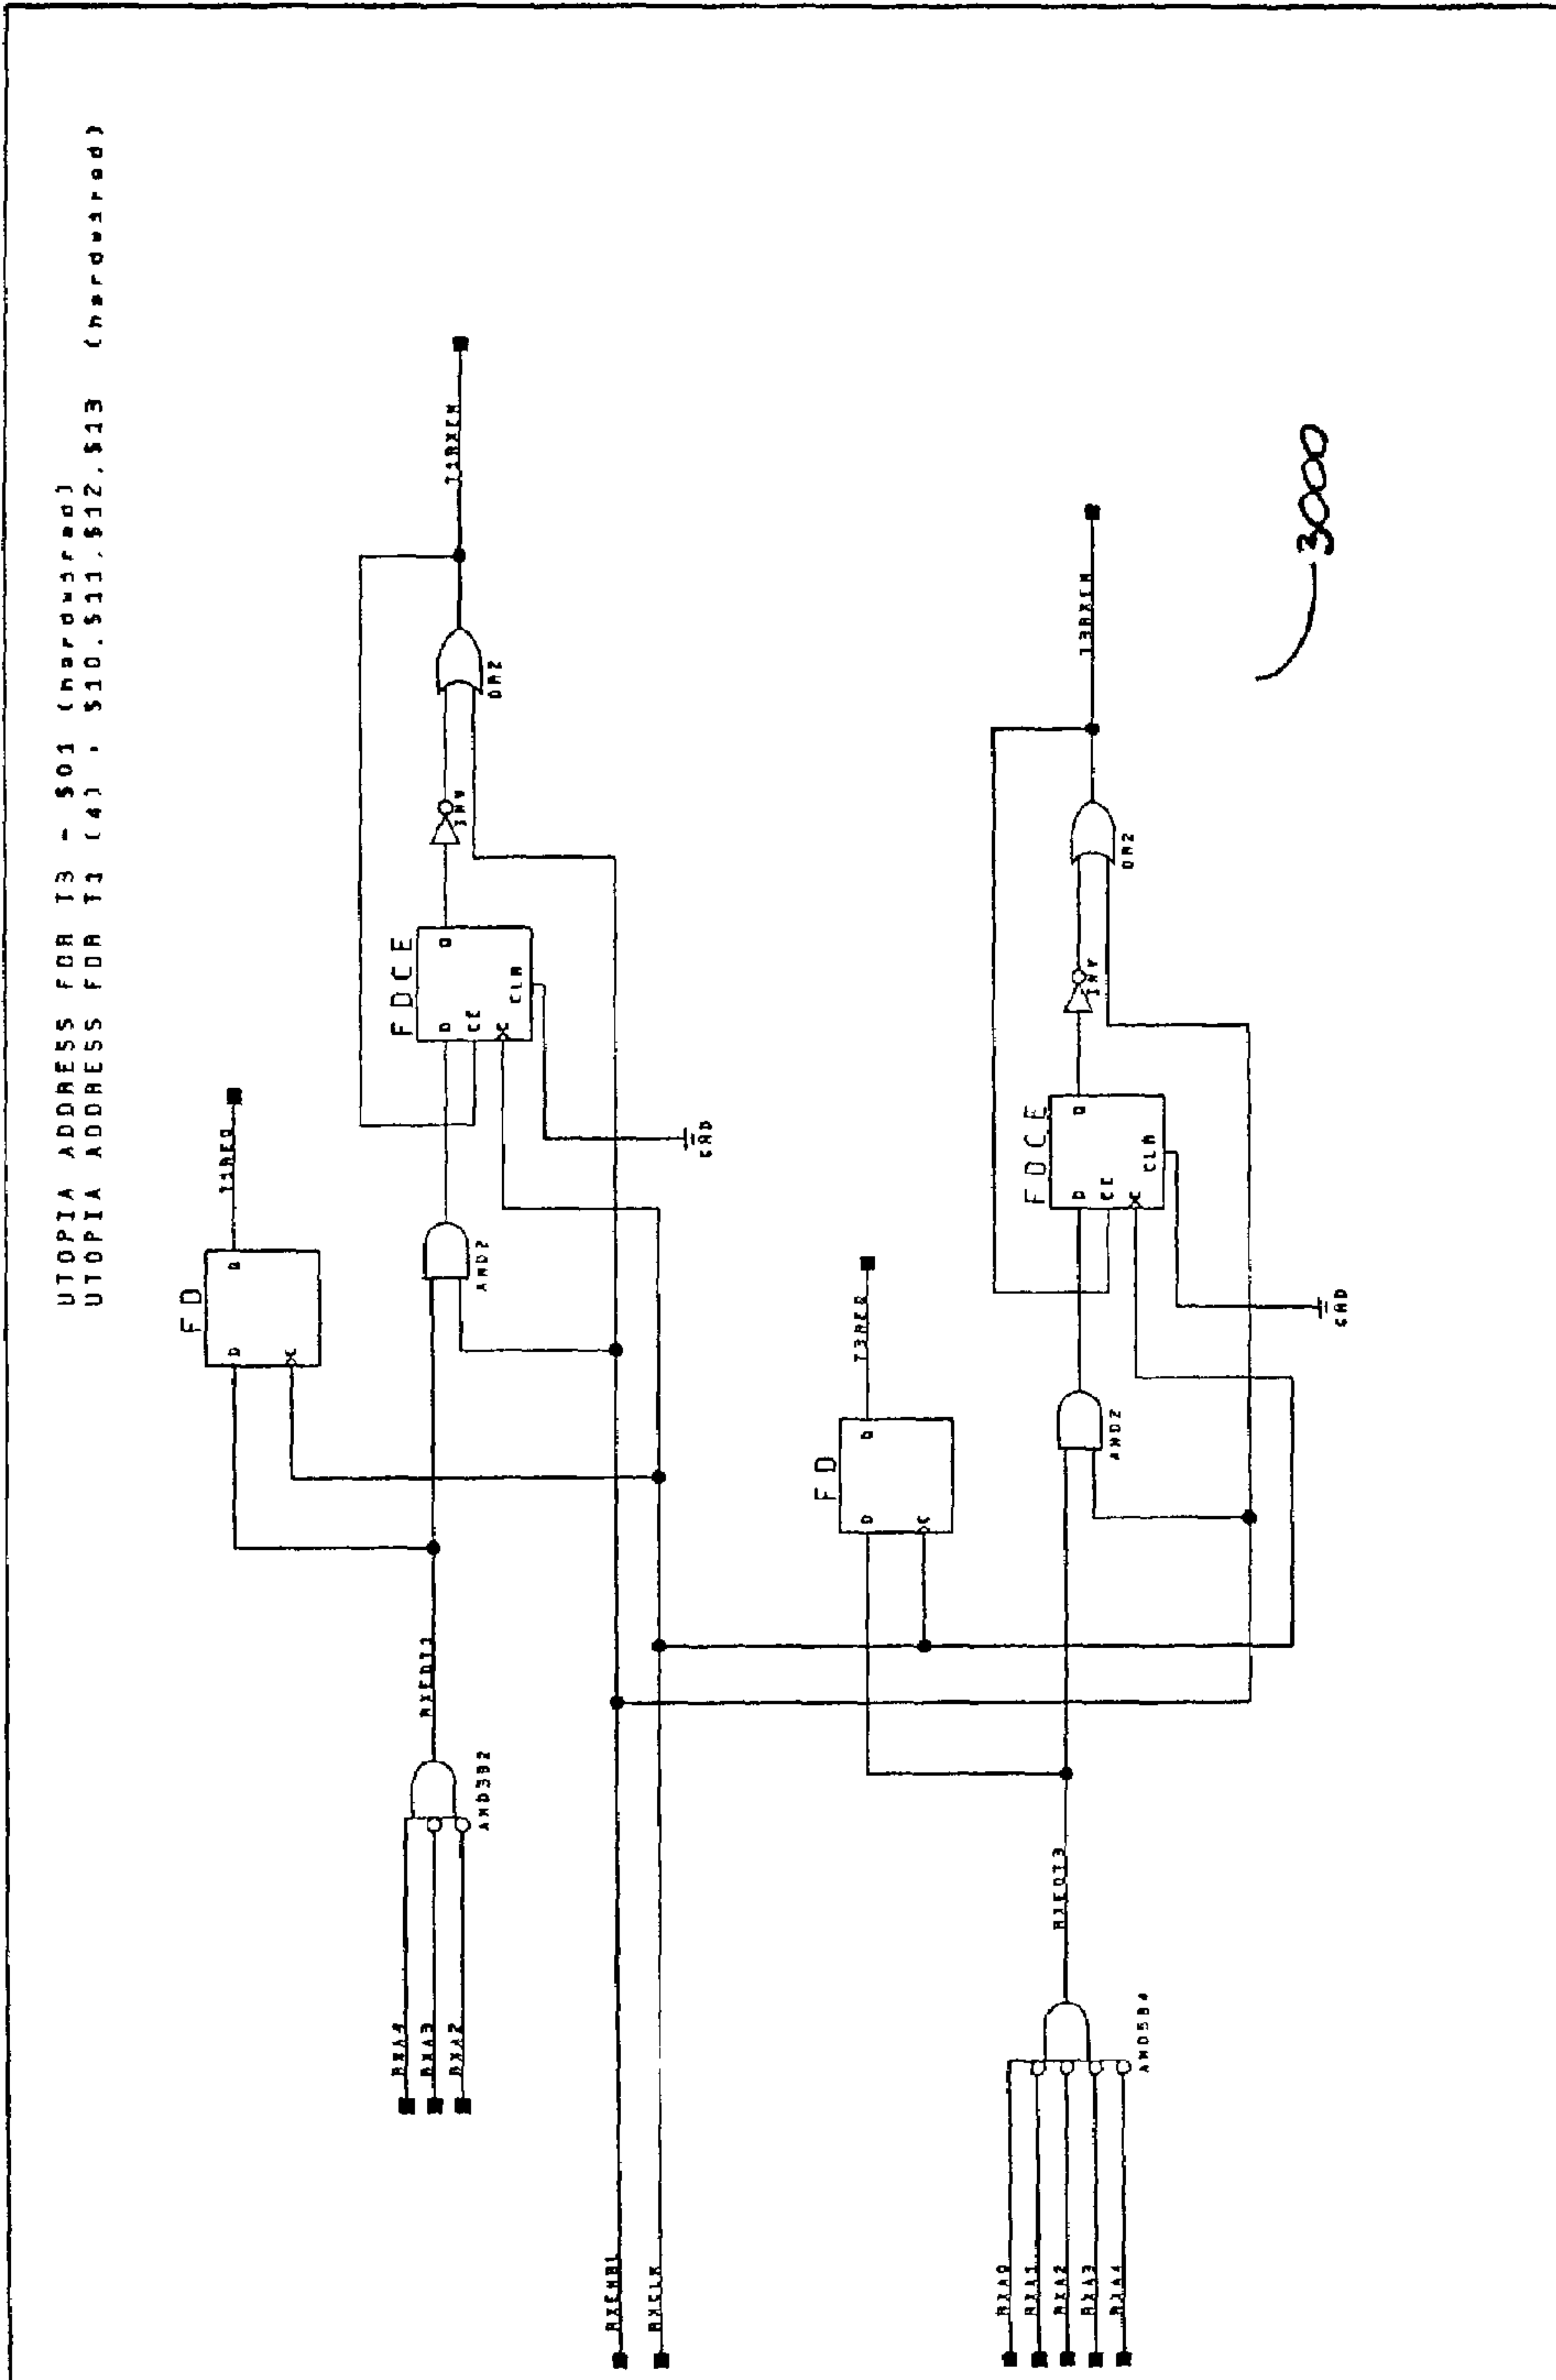 UTOPIA ADDRESS FOR T3 - $01 (hardwired)
UTOPIA ADDRESS FOR T1 (4) : $10,$11,$12,$13 (hardwired)
FD
D
Q
C
T1REQ
RXA4
RXA3
RXA2
AND3B2
AND2
FDCE
D
Q
CE
C
CLR
GND
INV
OR2
T1RXEN
RXENB1
RXCLK
FD
D
Q
C
T3REQ
RXA0
RXA1
RXA2
RXA3
RXA4
AND5B4
RXEDT3
AND2
FDCE
D
Q
CE
C
CLR
GND
INV
OR2
T3RXEN
3000